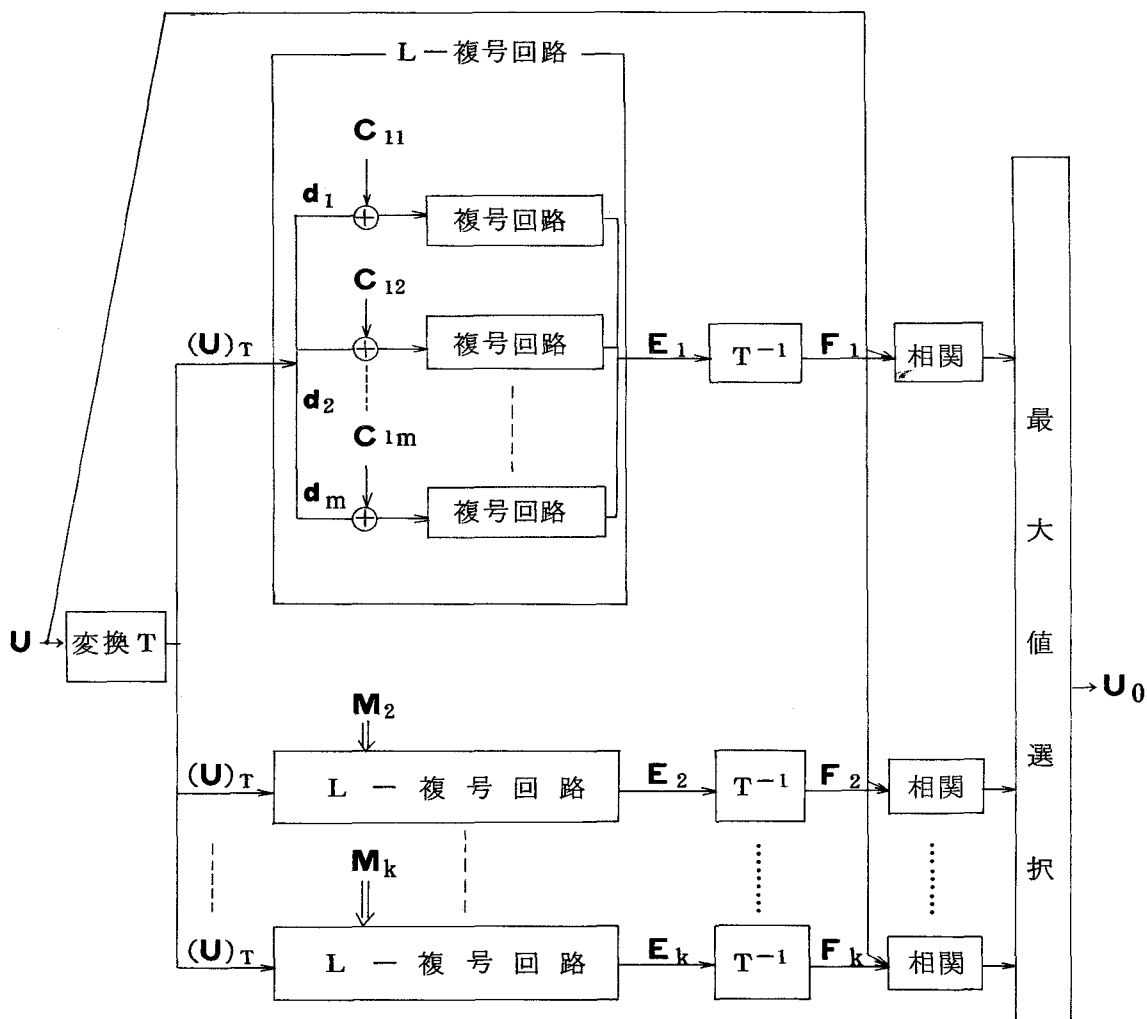 L－複号回路
C11
d1
⊕
複号回路
C12
⊕
複号回路
(U)T
E1
T⁻¹
F1
相関
d2
C1m
dm
⊕
複号回路
最大値選択
U
変換T
U0
M2
(U)T
L－複号回路
E2
T⁻¹
F2
相関
Mk
(U)T
L－複号回路
Ek
T⁻¹
Fk
相関